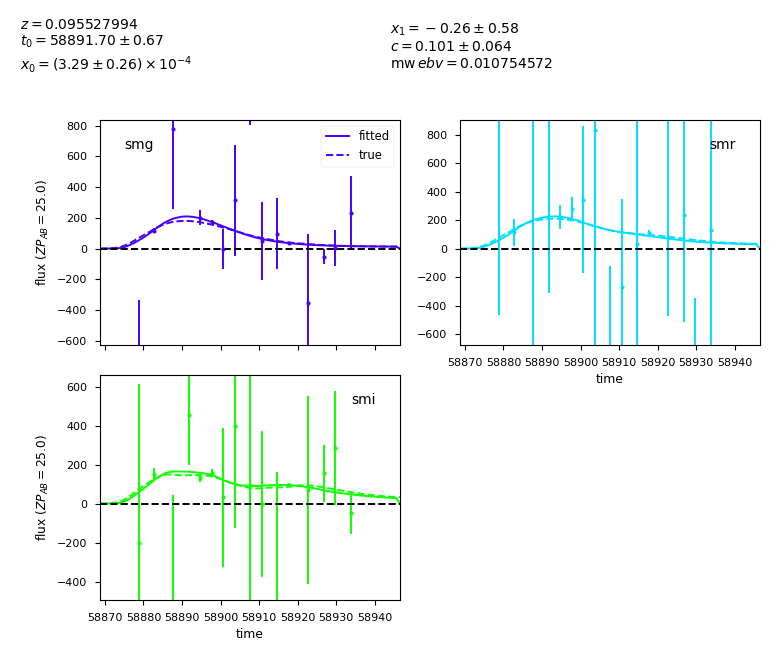 z = 0.095527994
t₀ = 58891.70 ± 0.67
x₀ = (3.29 ± 0.26) × 10⁻⁴
x₁ = −0.26 ± 0.58
c = 0.101 ± 0.064
mw ebv = 0.010754572
smg
fitted
true
800
600
400
200
0
−200
−400
−600
flux (ZP_AB = 25.0)
smr
800
600
400
200
0
−200
−400
−600
58870 58880 58890 58900 58910 58920 58930 58940
time
smi
600
400
200
0
−200
−400
flux (ZP_AB = 25.0)
58870 58880 58890 58900 58910 58920 58930 58940
time